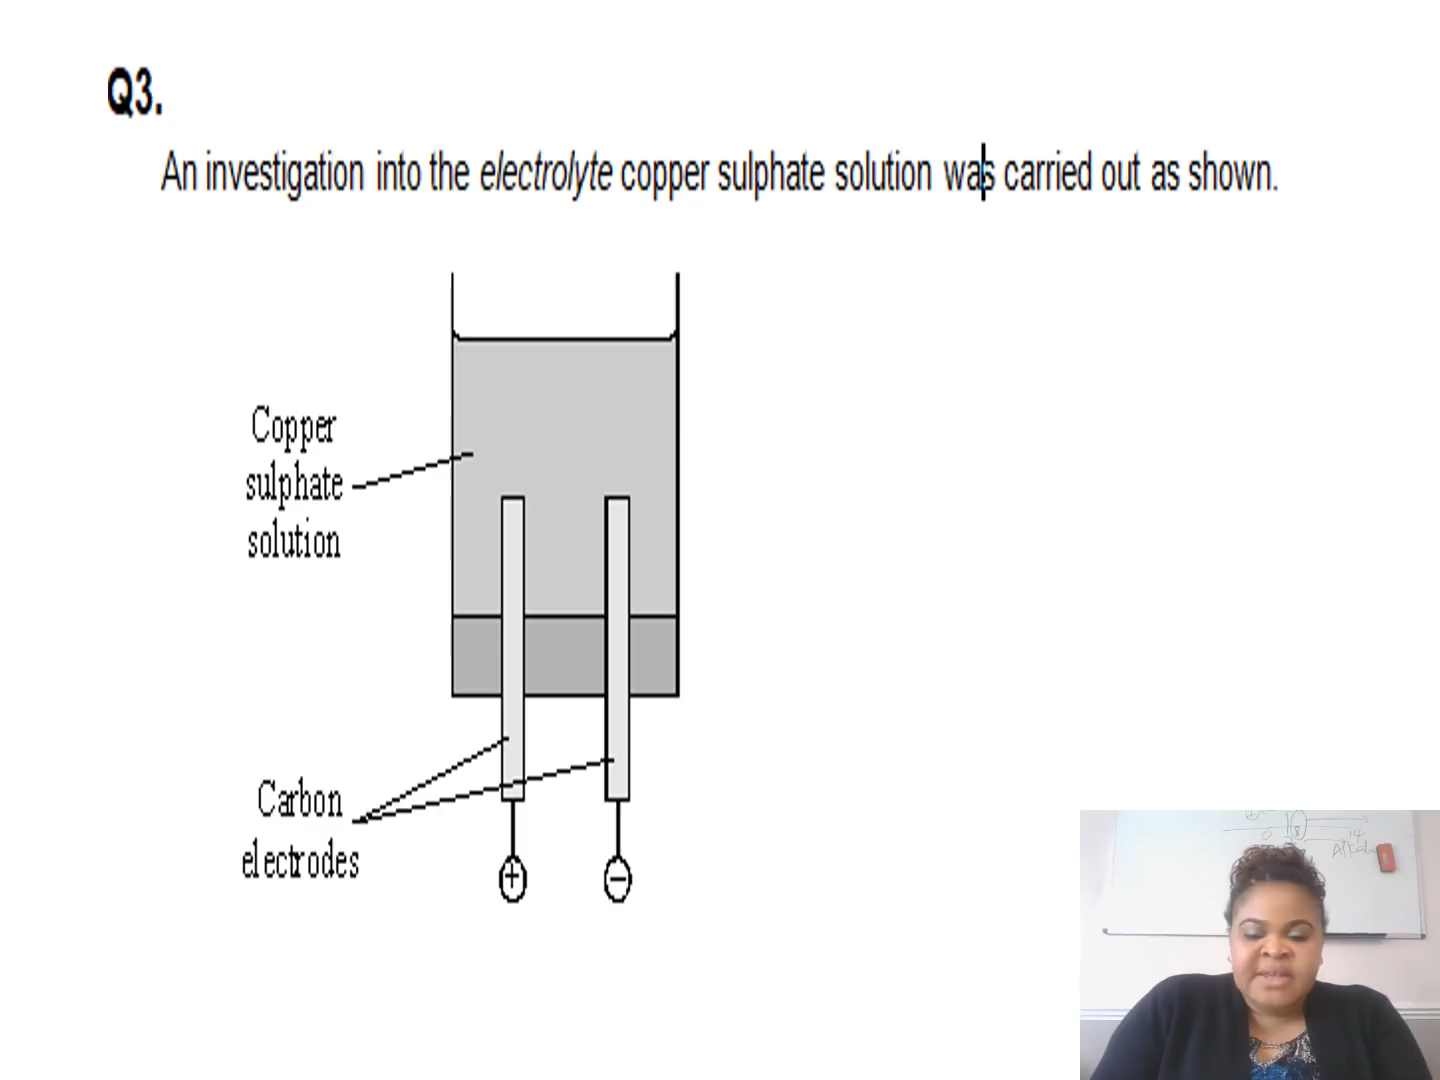 Q3.
An investigation into the electrolyte copper sulphate solution was carried out as shown.
Copper
sulphate
solution
Carbon
electrodes
+
−